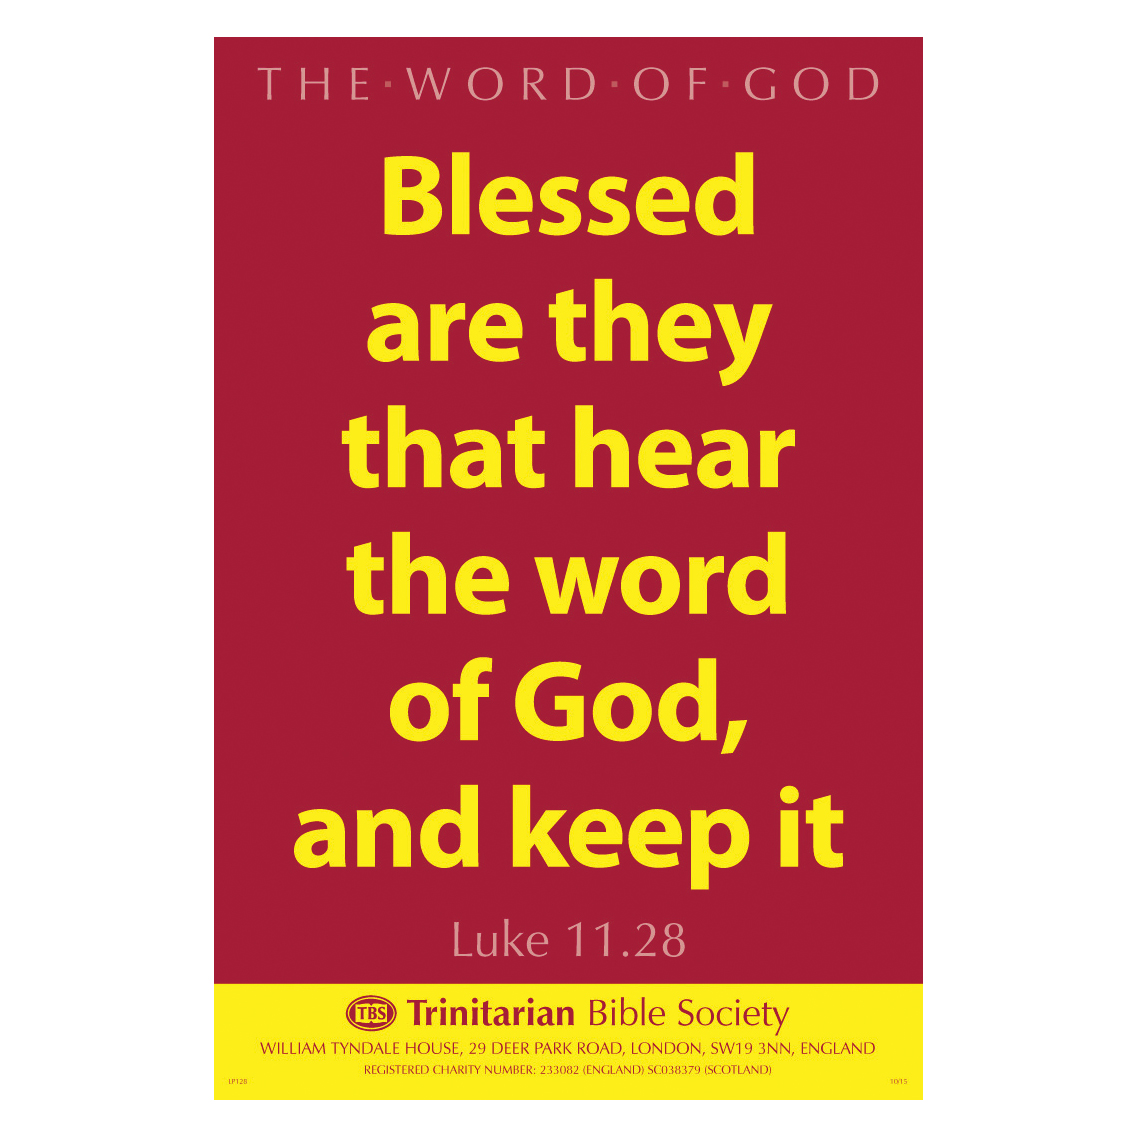 THE·WORD·OF·GOD
Blessed
are they
that hear
the word
of God,
and keep it
Luke 11.28
TBS Trinitarian Bible Society
WILLIAM TYNDALE HOUSE, 29 DEER PARK ROAD, LONDON, SW19 3NN, ENGLAND
REGISTERED CHARITY NUMBER: 233082 (ENGLAND) SC038379 (SCOTLAND)
LP128 10/15